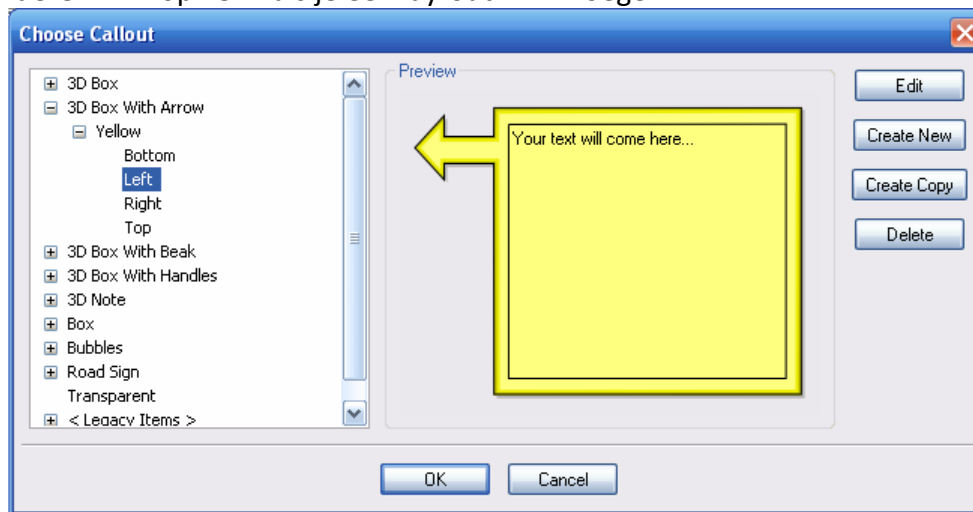 Choose Callout
3D Box
3D Box With Arrow
Yellow
Bottom
Left
Right
Top
3D Box With Beak
3D Box With Handles
3D Note
Box
Bubbles
Road Sign
Transparent
< Legacy Items >
Preview
Your text will come here...
Edit
Create New
Create Copy
Delete
OK
Cancel